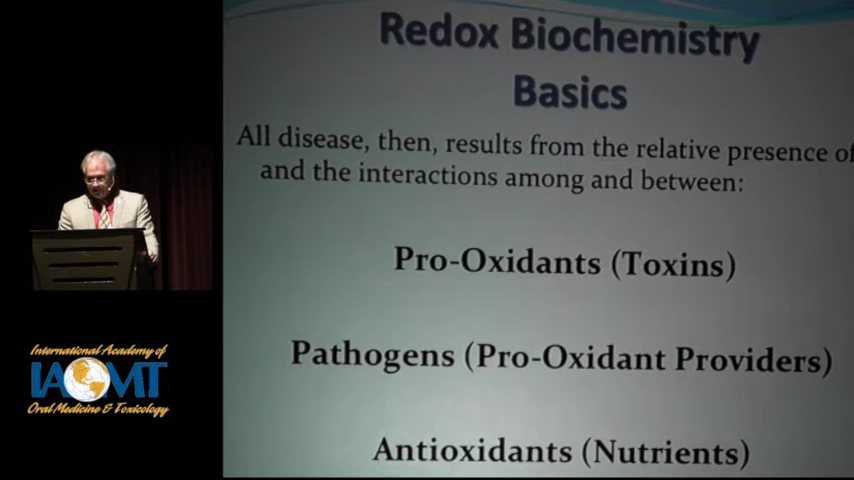 Redox Biochemistry
Basics
All disease, then, results from the relative presence of
and the interactions among and between:
Pro-Oxidants (Toxins)
Pathogens (Pro-Oxidant Providers)
Antioxidants (Nutrients)
International Academy of
IAOMT
Oral Medicine & Toxicology